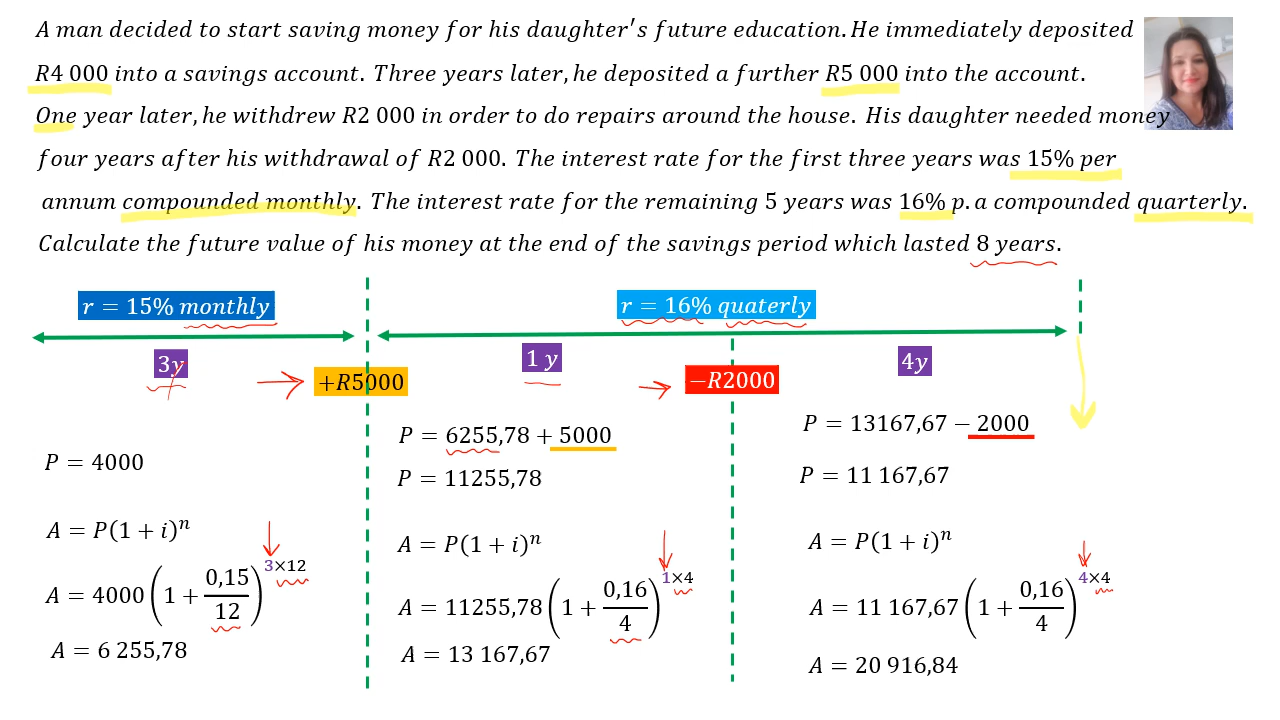 A man decided to start saving money for his daughter's future education. He immediately deposited
R4 000 into a savings account. Three years later, he deposited a further R5 000 into the account.
One year later, he withdrew R2 000 in order to do repairs around the house. His daughter needed money
four years after his withdrawal of R2 000. The interest rate for the first three years was 15% per
annum compounded monthly. The interest rate for the remaining 5 years was 16% p. a compounded quarterly.
Calculate the future value of his money at the end of the savings period which lasted 8 years.
r = 15% monthly
r = 16% quaterly
3y
+R5000
1 y
−R2000
4y
P = 4000
A = P(1 + i)^n
A = 4000(1 + 0,15/12)^3×12
A = 6 255,78
P = 6255,78 + 5000
P = 11255,78
A = P(1 + i)^n
A = 11255,78(1 + 0,16/4)^1×4
A = 13 167,67
P = 13167,67 − 2000
P = 11 167,67
A = P(1 + i)^n
A = 11 167,67(1 + 0,16/4)^4×4
A = 20 916,84